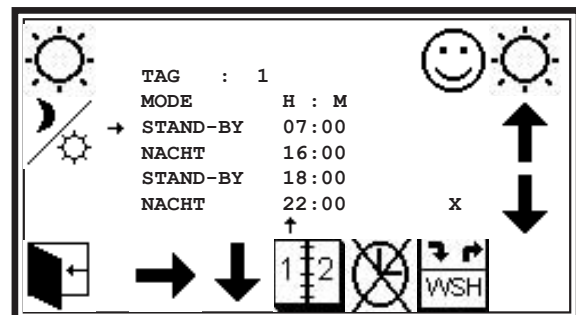 TAG : 1
MODE H : M
→ STAND-BY 07:00
NACHT 16:00
STAND-BY 18:00
NACHT 22:00 X
↑
1 2
WSH